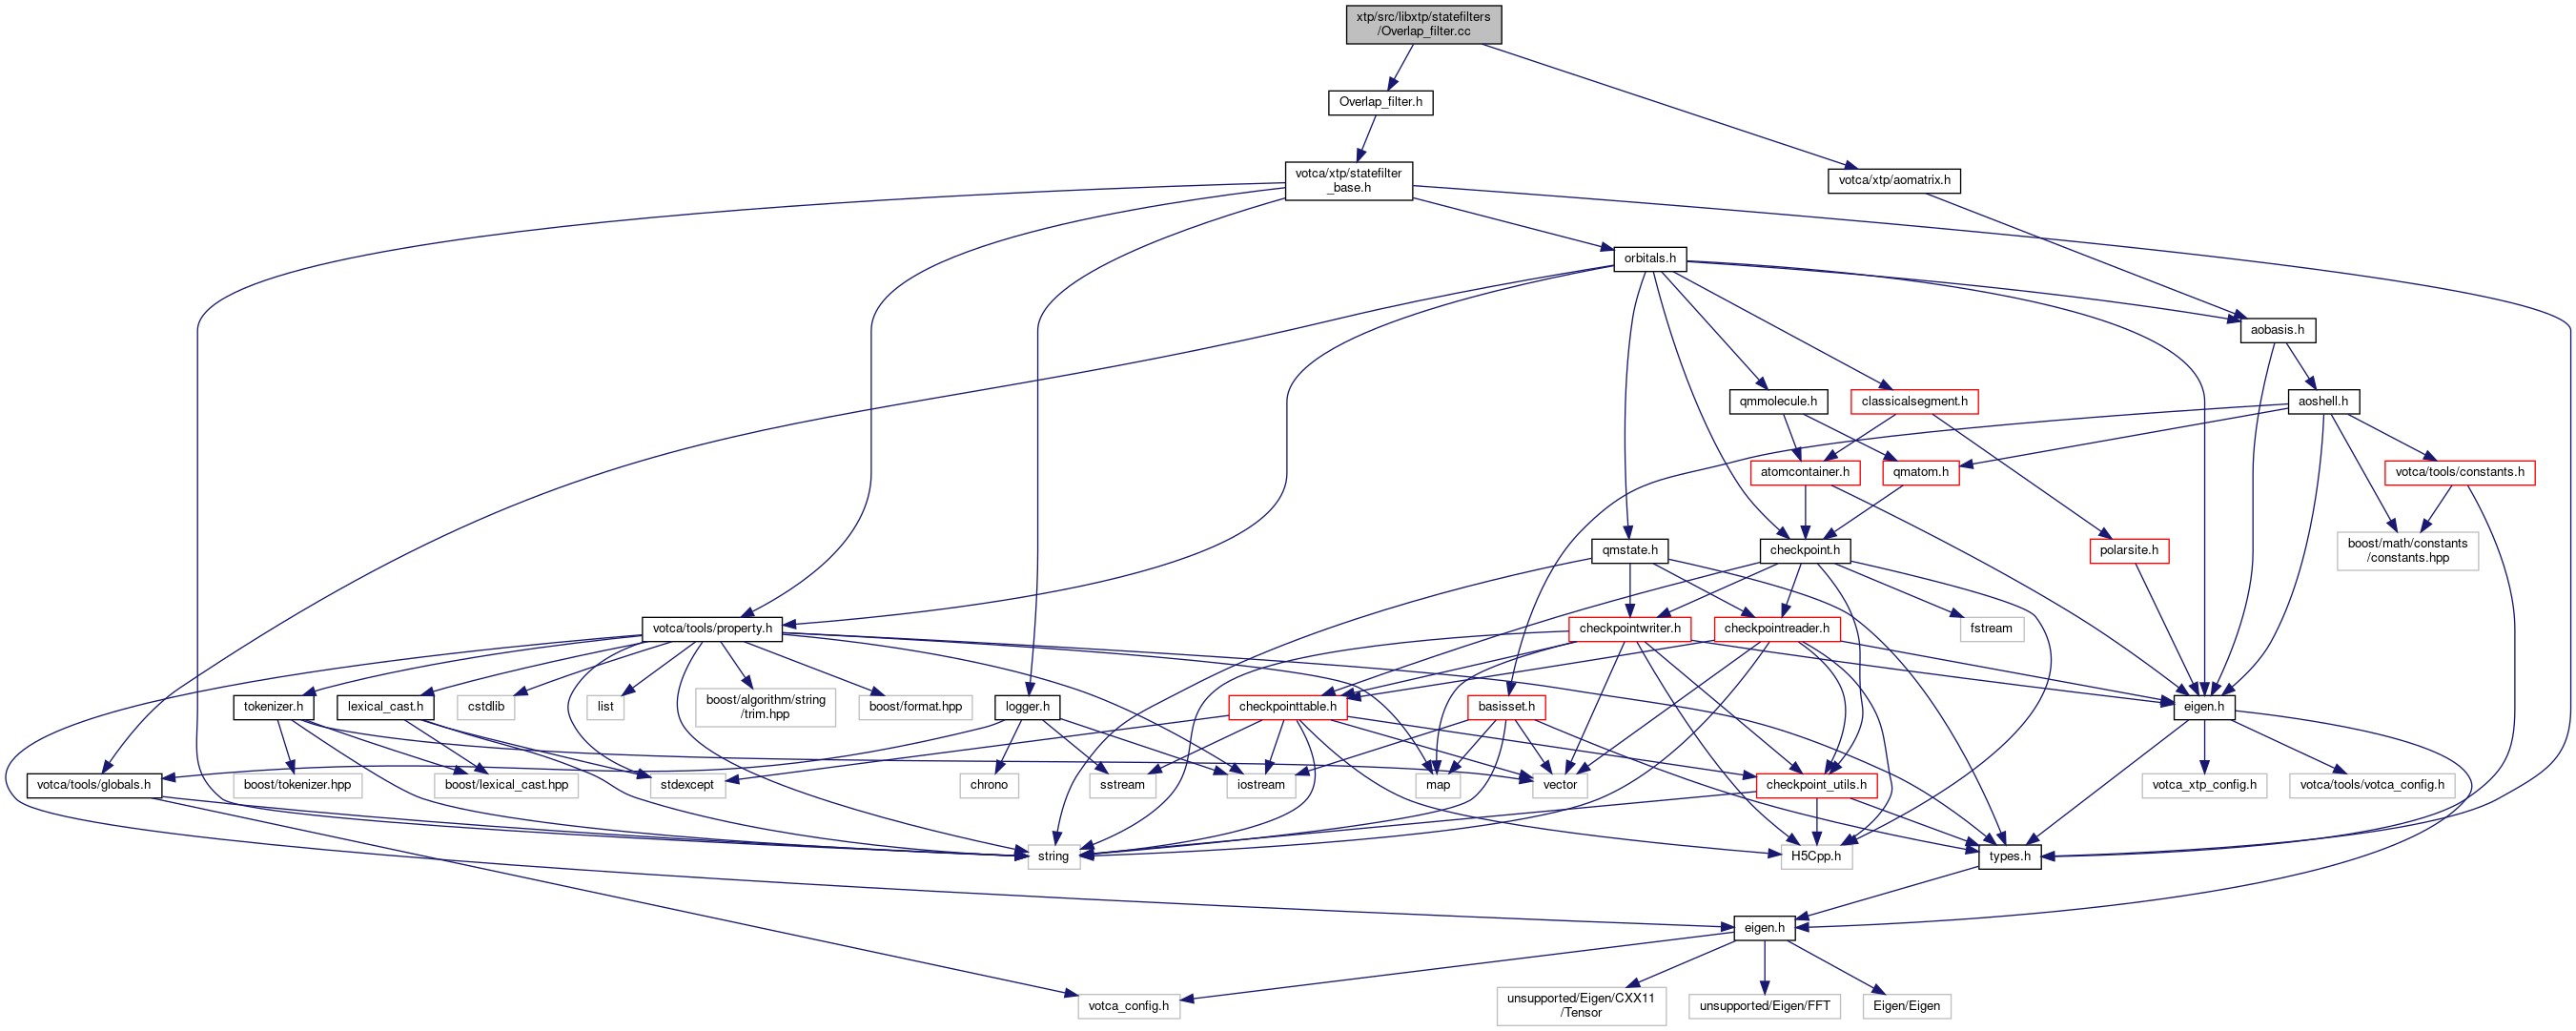 xtp/src/libxtp/statefilters
/Overlap_filter.cc
Overlap_filter.h
votca/xtp/statefilter
_base.h
votca/xtp/aomatrix.h
orbitals.h
aobasis.h
qmmolecule.h
classicalsegment.h
aoshell.h
atomcontainer.h
qmatom.h
votca/tools/constants.h
qmstate.h
checkpoint.h
polarsite.h
boost/math/constants
/constants.hpp
votca/tools/property.h
checkpointwriter.h
checkpointreader.h
fstream
tokenizer.h
lexical_cast.h
cstdlib
list
boost/algorithm/string
/trim.hpp
boost/format.hpp
logger.h
checkpointtable.h
basisset.h
eigen.h
votca/tools/globals.h
boost/tokenizer.hpp
boost/lexical_cast.hpp
stdexcept
chrono
sstream
iostream
map
vector
checkpoint_utils.h
votca_xtp_config.h
votca/tools/votca_config.h
string
H5Cpp.h
types.h
eigen.h
votca_config.h
unsupported/Eigen/CXX11
/Tensor
unsupported/Eigen/FFT
Eigen/Eigen